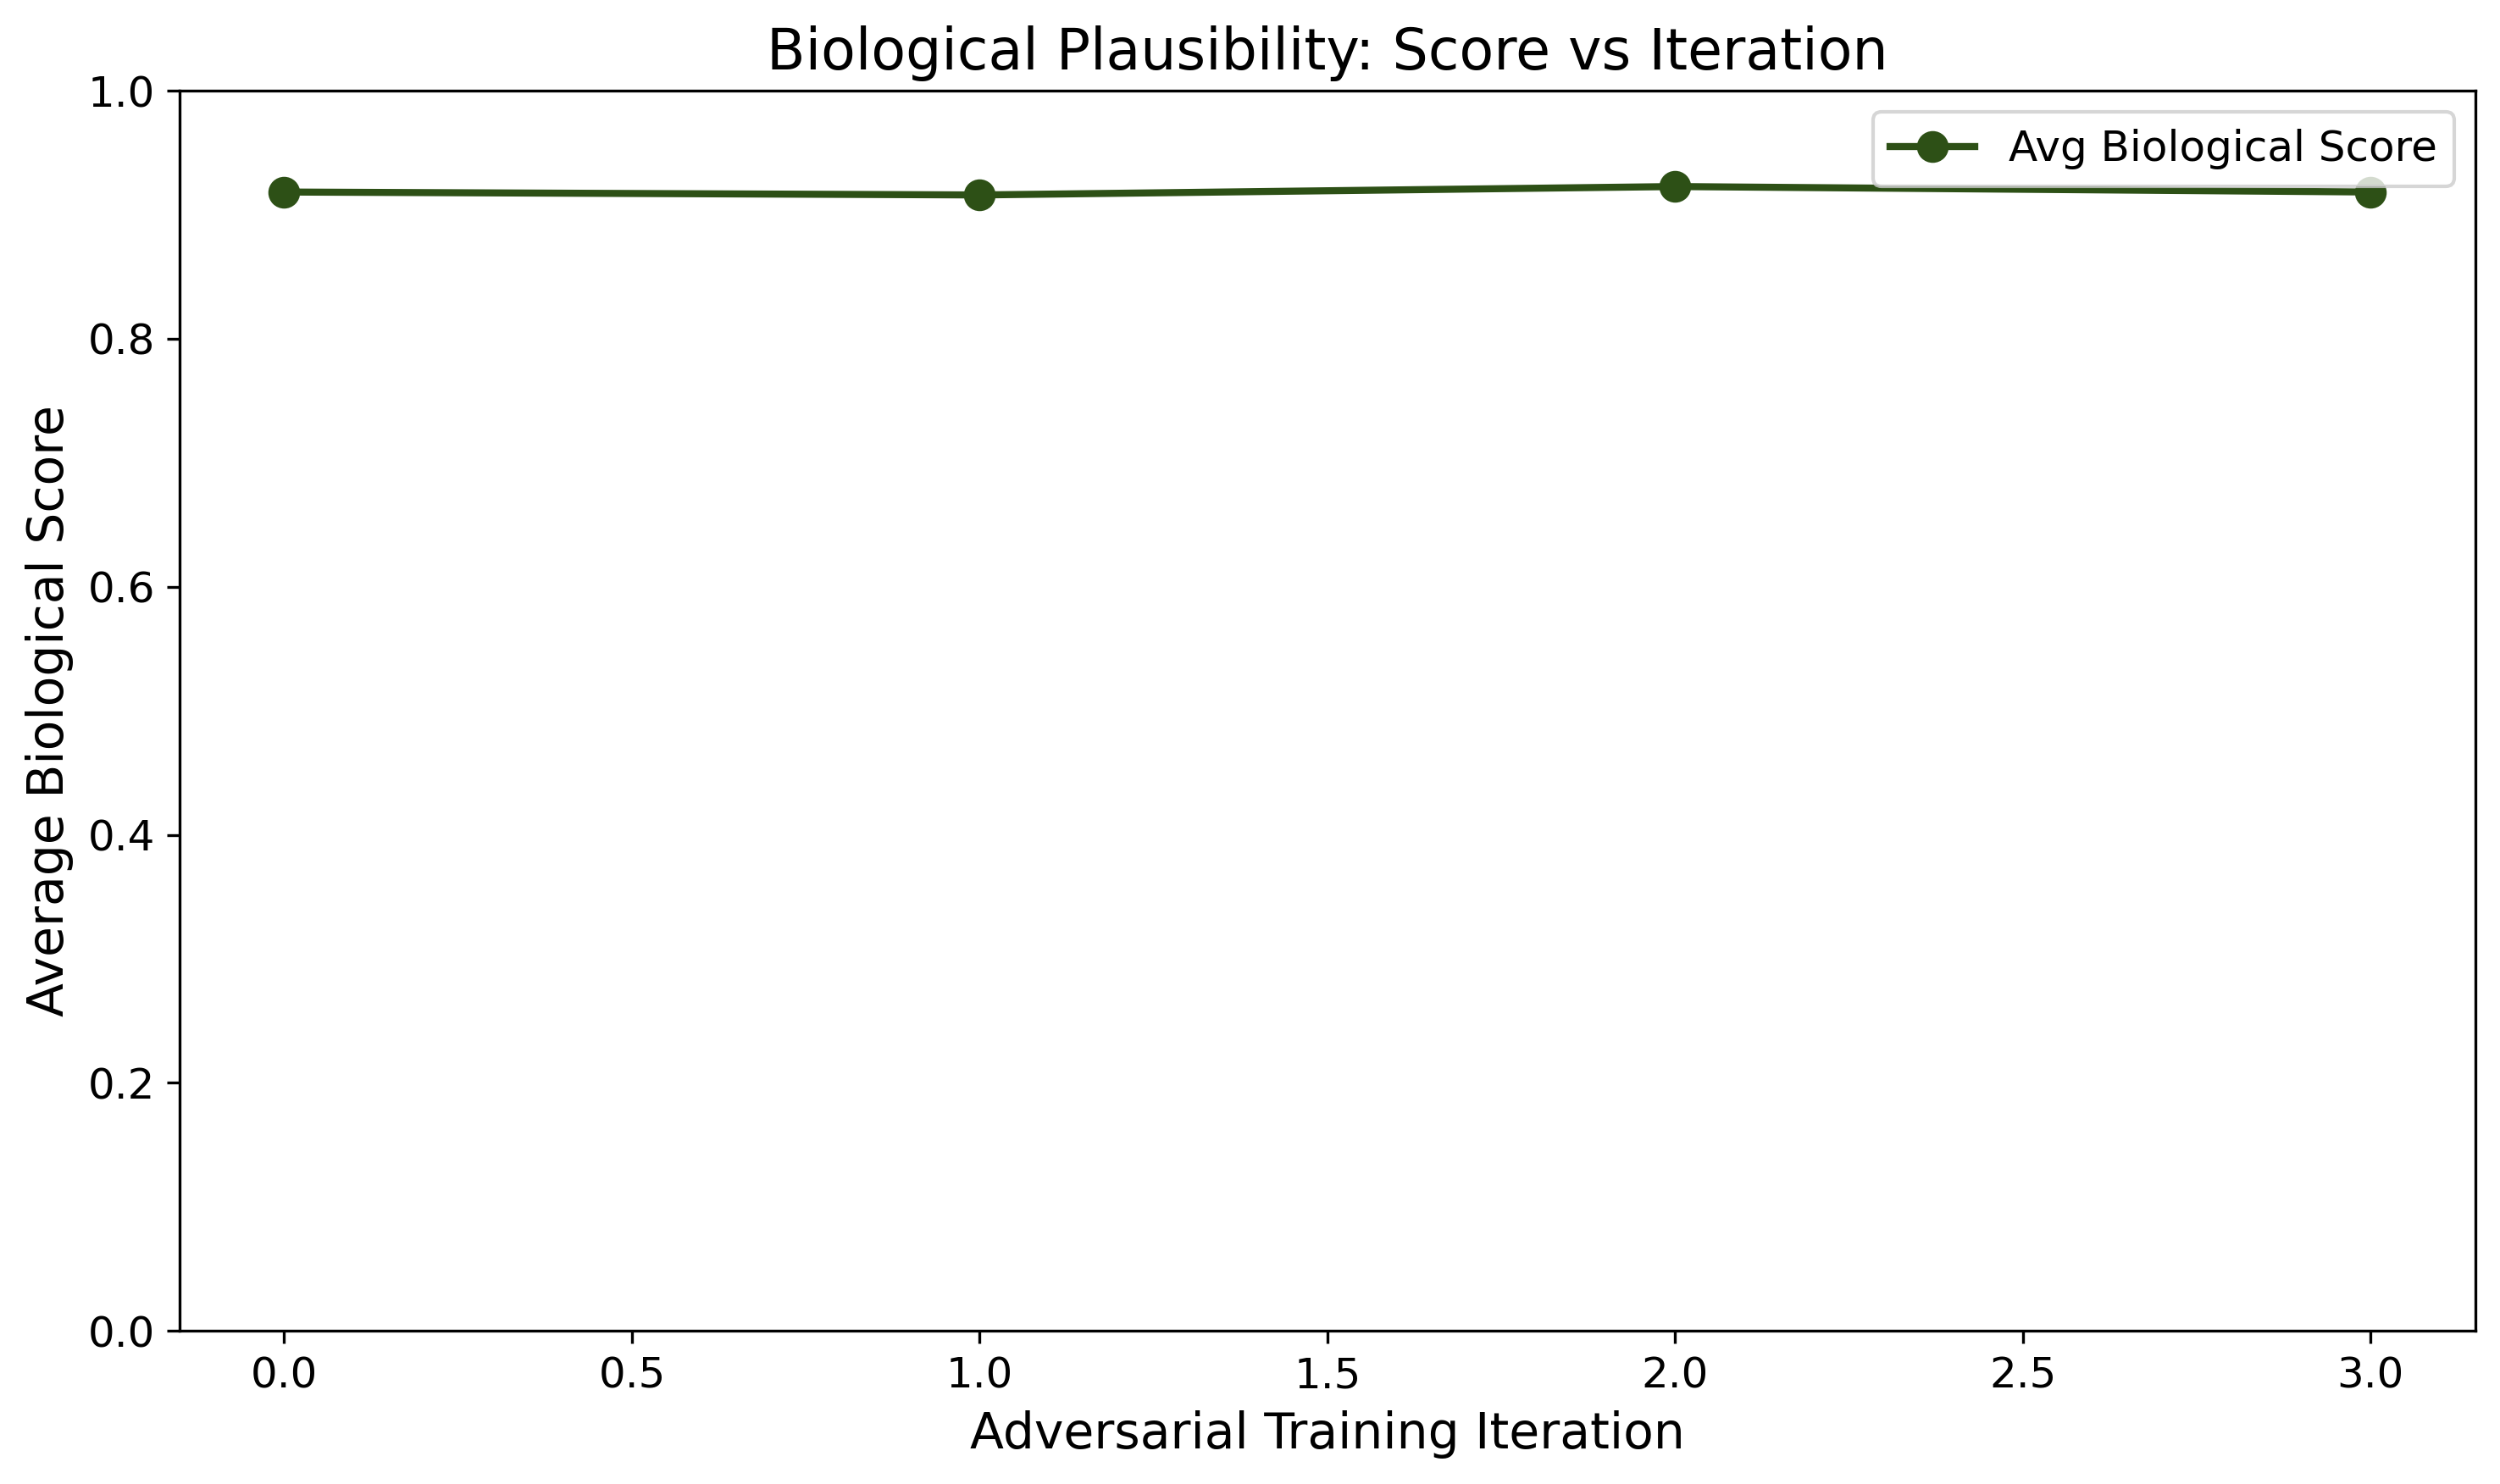 Biological Plausibility: Score vs Iteration
1.0
Avg Biological Score
0.8
0.6
0.4
0.2
0.0
Average Biological Score
0.0 0.5 1.0 1.5 2.0 2.5 3.0
Adversarial Training Iteration